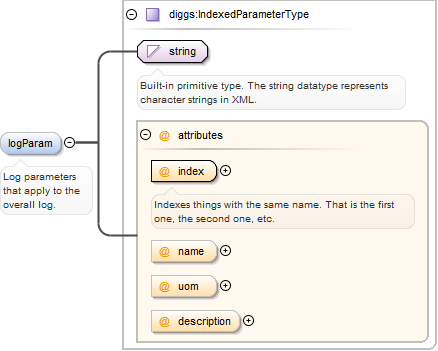 diggs:IndexedParameterType
string
Built-in primitive type. The string datatype represents
character strings in XML.
logParam
Log parameters
that apply to the
overall log.
@ attributes
@ index
Indexes things with the same name. That is the first
one, the second one, etc.
@ name
@ uom
@ description